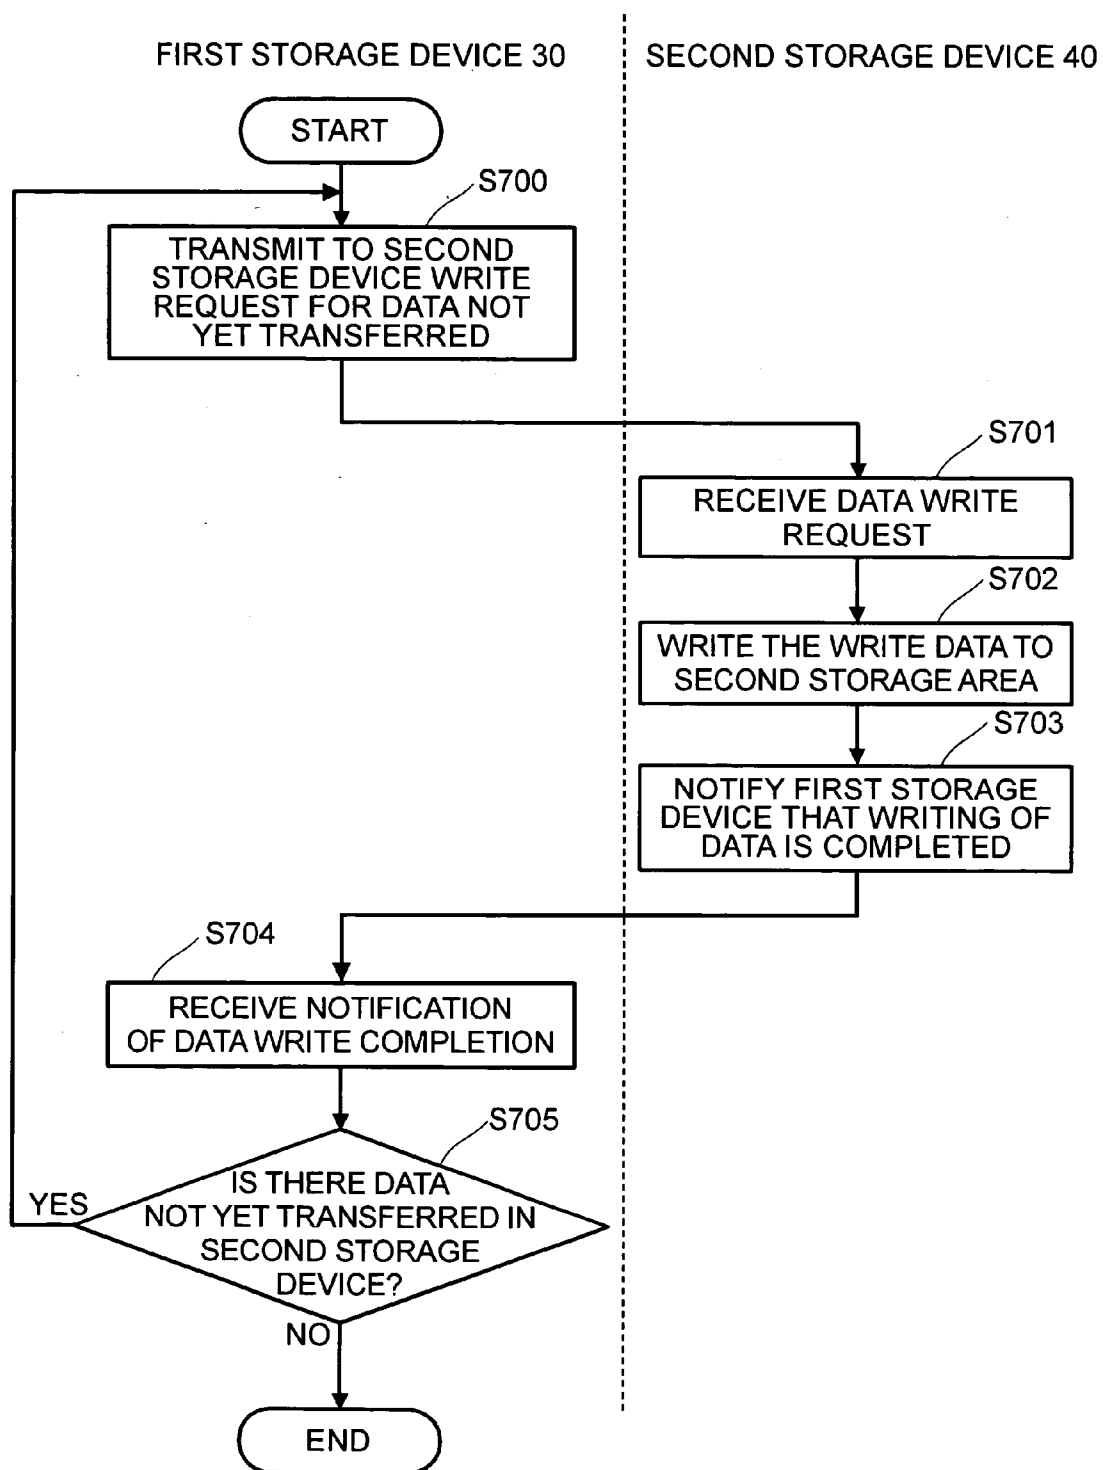 FIRST STORAGE DEVICE 30
SECOND STORAGE DEVICE 40
START
S700
TRANSMIT TO SECOND
STORAGE DEVICE WRITE
REQUEST FOR DATA NOT
YET TRANSFERRED
S701
RECEIVE DATA WRITE
REQUEST
S702
WRITE THE WRITE DATA TO
SECOND STORAGE AREA
S703
NOTIFY FIRST STORAGE
DEVICE THAT WRITING OF
DATA IS COMPLETED
S704
RECEIVE NOTIFICATION
OF DATA WRITE COMPLETION
S705
IS THERE DATA
NOT YET TRANSFERRED IN
SECOND STORAGE
DEVICE?
YES
NO
END